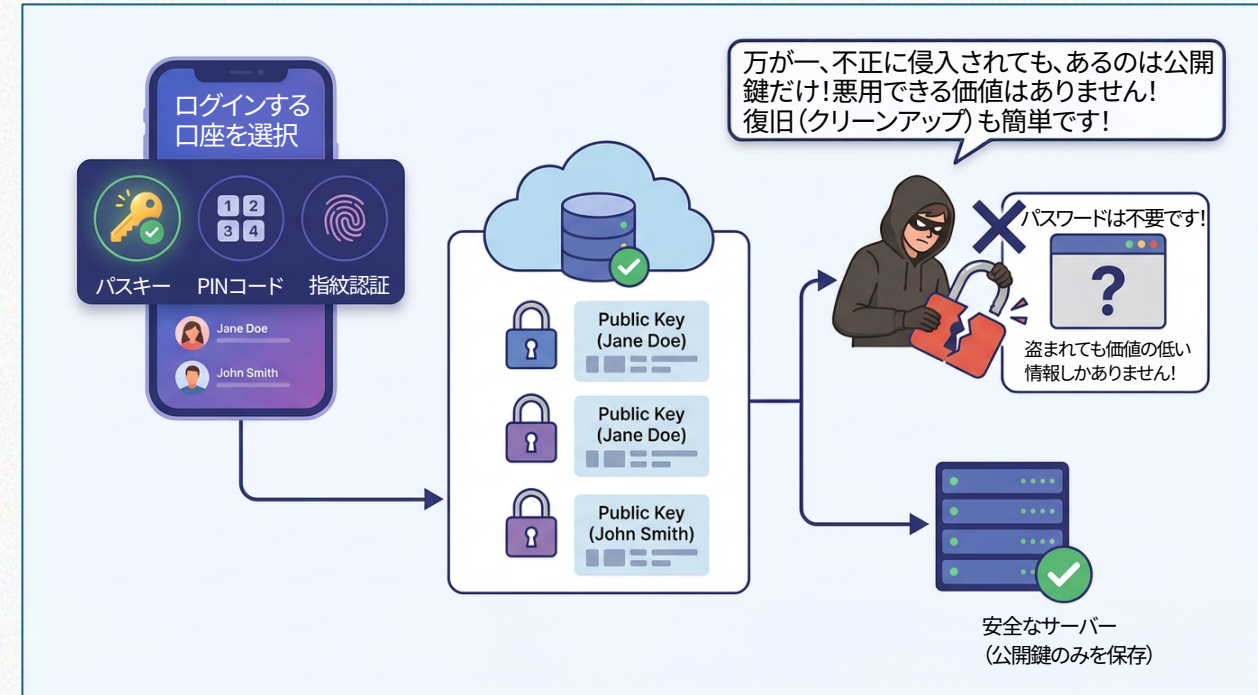 ログインする
口座を選択
パスキー
1 2
3 4
PINコード
指紋認証
Jane Doe
John Smith
Public Key
(Jane Doe)
Public Key
(Jane Doe)
Public Key
(John Smith)
万が一、不正に侵入されても、あるのは公開
鍵だけ！悪用できる価値はありません！
復旧（クリーンアップ）も簡単です！
パスワードは不要です！
?
盗まれても価値の低い
情報しかありません！
安全なサーバー
（公開鍵のみを保存）